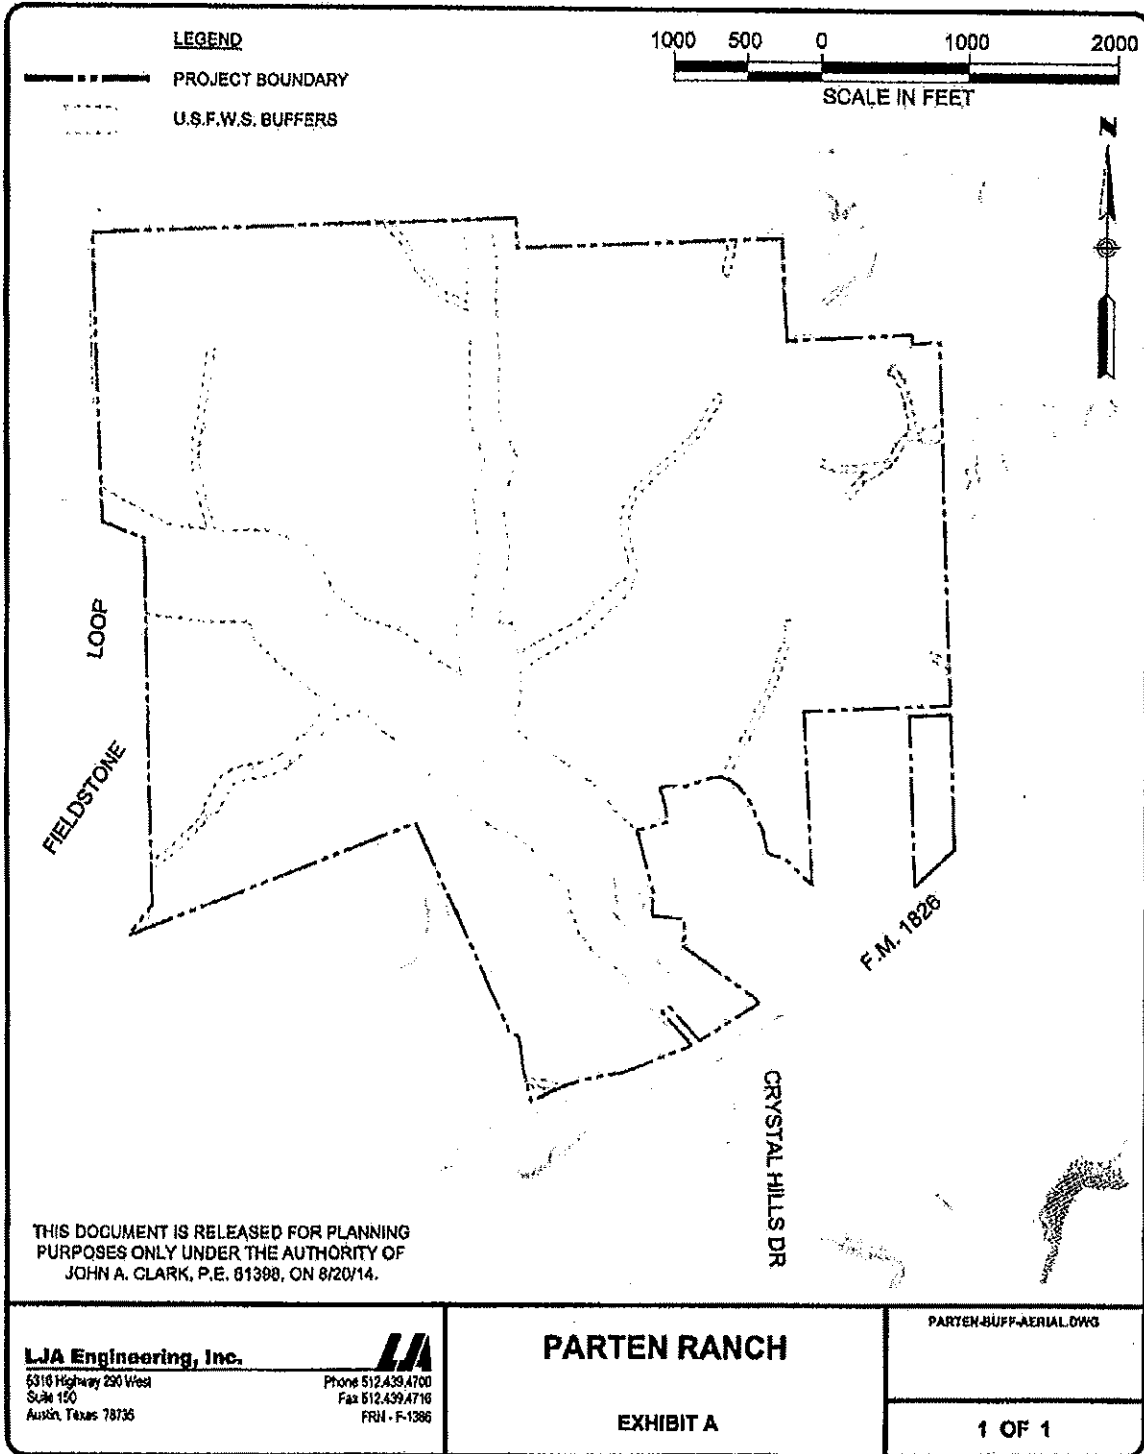 LEGEND
PROJECT BOUNDARY
U.S.F.W.S. BUFFERS
1000 500 0 1000 2000
SCALE IN FEET
N
LOOP
FIELDSTONE
F.M. 1826
CRYSTAL HILLS DR
THIS DOCUMENT IS RELEASED FOR PLANNING
PURPOSES ONLY UNDER THE AUTHORITY OF
JOHN A. CLARK, P.E. 81398, ON 8/20/14.
LJA Engineering, Inc.
5316 Highway 290 West
Suite 150
Austin, Texas 78735
LJA
Phone 512.439.4700
Fax 512.439.4716
FRN - F-1386
PARTEN RANCH
EXHIBIT A
PARTEN-BUFF-AERIAL.DWG
1 OF 1